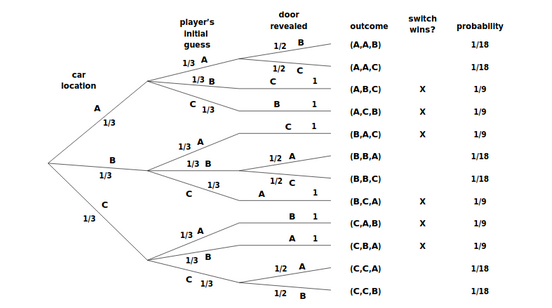 car
location
player's
initial
guess
door
revealed
outcome
switch
wins?
probability
1/2 B
(A,A,B) 1/18
1/3 A
1/2 C
(A,A,C) 1/18
1/3 B
C 1
(A,B,C) X 1/9
A
1/3
C 1/3
B 1
(A,C,B) X 1/9
C 1
(B,A,C) X 1/9
1/3 A
1/2 A
(B,B,A) 1/18
B
1/3
1/3 B
1/2 C
(B,B,C) 1/18
1/3
C
A 1
(B,C,A) X 1/9
C
1/3
B 1
(C,A,B) X 1/9
1/3 A
A 1
(C,B,A) X 1/9
1/3 B
1/2 A
(C,C,A) 1/18
C 1/3
1/2 B
(C,C,B) 1/18